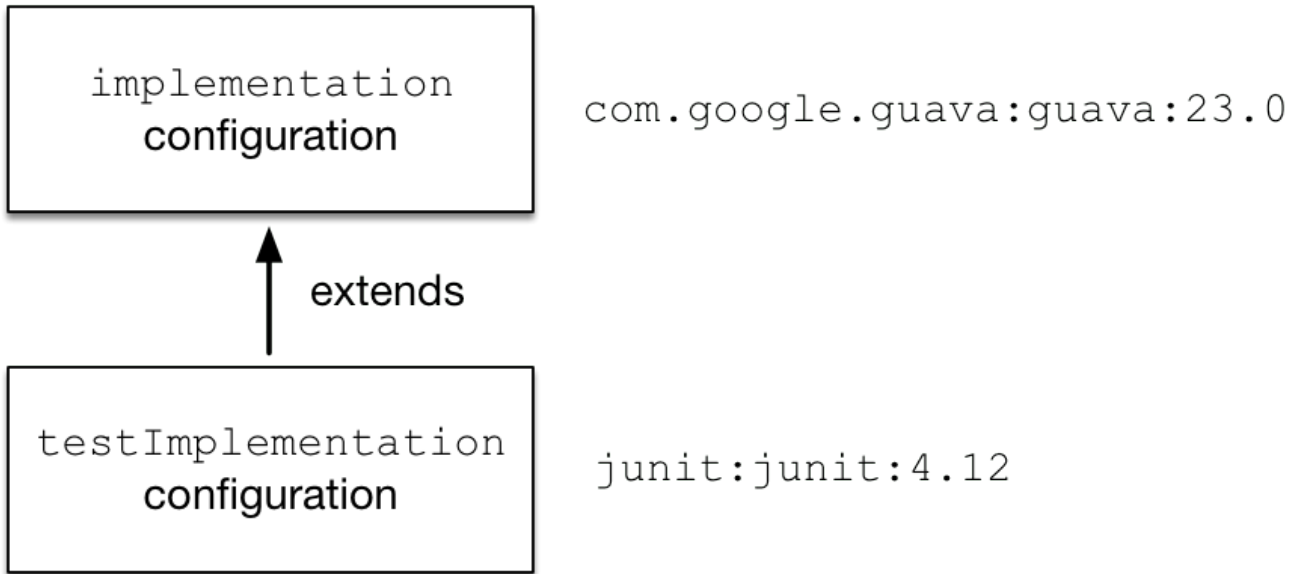 implementation
configuration
com.google.guava:guava:23.0
extends
testImplementation
configuration
junit:junit:4.12